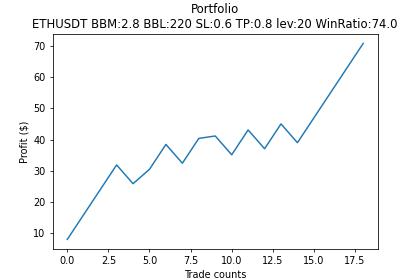 Portfolio
ETHUSDT BBM:2.8 BBL:220 SL:0.6 TP:0.8 lev:20 WinRatio:74.0
70
60
50
40
30
20
10
Profit ($)
0.0 2.5 5.0 7.5 10.0 12.5 15.0 17.5
Trade counts